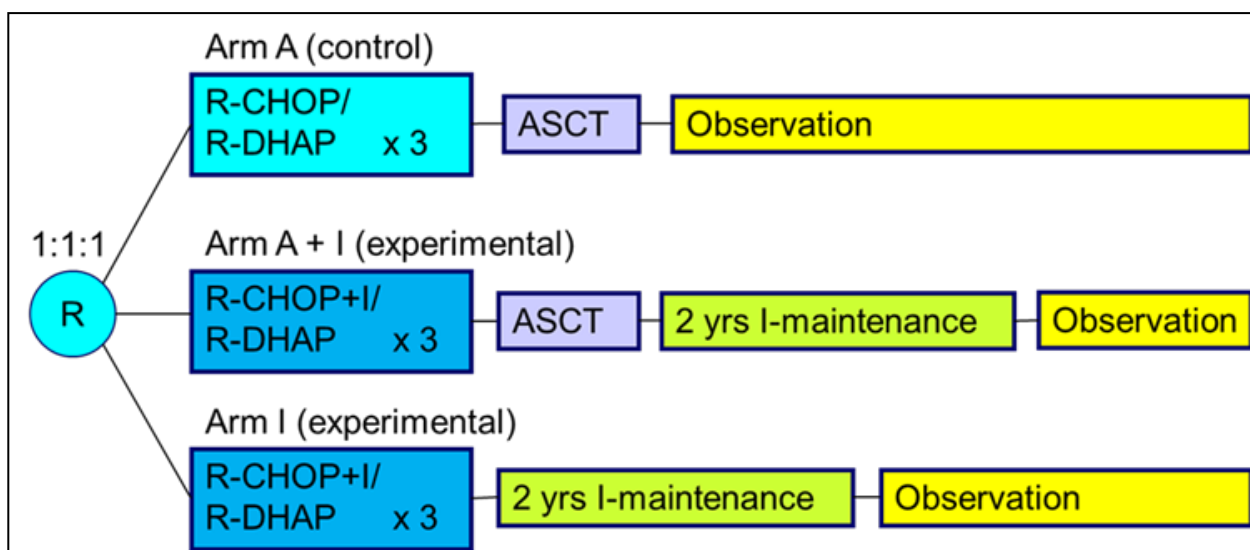 Arm A (control)
R-CHOP/
R-DHAP x 3
ASCT
Observation
1:1:1
R
Arm A + I (experimental)
R-CHOP+I/
R-DHAP x 3
ASCT
2 yrs I-maintenance
Observation
Arm I (experimental)
R-CHOP+I/
R-DHAP x 3
2 yrs I-maintenance
Observation